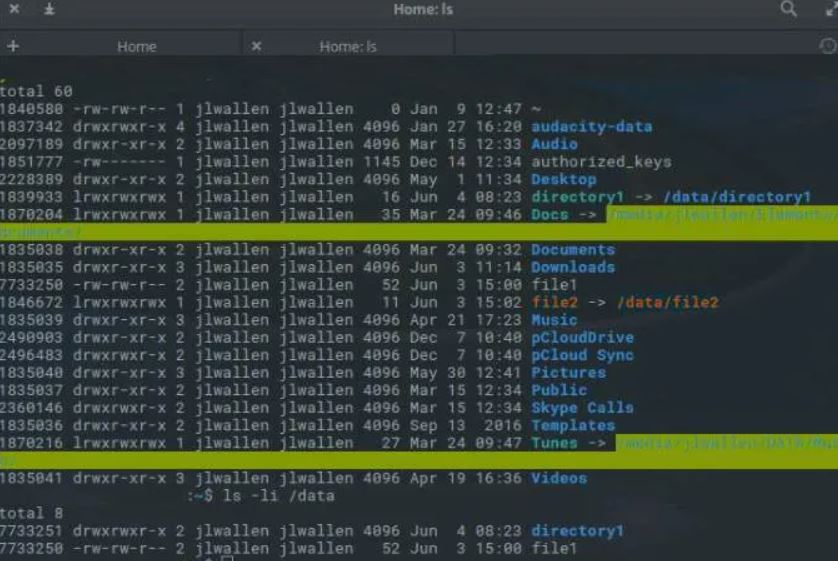 Home: ls
Home
Home: ls
total 60
1840580 -rw-rw-r-- 1 jlwallen jlwallen 0 Jan 9 12:47 ~
1837342 drwxrwxr-x 4 jlwallen jlwallen 4096 Jan 27 16:20 audacity-data
2097189 drwxrwxr-x 2 jlwallen jlwallen 4096 Mar 15 12:33 Audio
1851777 -rw------- 1 jlwallen jlwallen 1145 Dec 14 12:34 authorized_keys
2228389 drwxr-xr-x 2 jlwallen jlwallen 4096 May 1 11:34 Desktop
1839933 lrwxrwxrwx 1 jlwallen jlwallen 16 Jun 4 08:23 directory1 -> /data/directory1
1870204 lrwxrwxrwx 1 jlwallen jlwallen 35 Mar 24 09:46 Docs ->
1835038 drwxr-xr-x 2 jlwallen jlwallen 4096 Mar 24 09:32 Documents
1835035 drwxr-xr-x 3 jlwallen jlwallen 4096 Jun 3 11:14 Downloads
7733250 -rw-rw-r-- 2 jlwallen jlwallen 52 Jun 3 15:00 file1
1846672 lrwxrwxrwx 1 jlwallen jlwallen 11 Jun 3 15:02 file2 -> /data/file2
1835039 drwxr-xr-x 3 jlwallen jlwallen 4096 Apr 21 17:23 Music
2490903 drwxrwxr-x 2 jlwallen jlwallen 4096 Dec 7 10:40 pCloudDrive
2496483 drwxrwxr-x 2 jlwallen jlwallen 4096 Dec 7 10:40 pCloud Sync
1835040 drwxr-xr-x 3 jlwallen jlwallen 4096 May 30 12:41 Pictures
1835037 drwxr-xr-x 2 jlwallen jlwallen 4096 Mar 15 12:34 Public
2360146 drwxrwxr-x 2 jlwallen jlwallen 4096 Mar 15 12:34 Skype Calls
1835036 drwxr-xr-x 2 jlwallen jlwallen 4096 Sep 13 2016 Templates
1870216 lrwxrwxrwx 1 jlwallen jlwallen 27 Mar 24 09:47 Tunes ->
1835041 drwxr-xr-x 3 jlwallen jlwallen 4096 Apr 19 16:36 Videos
:~$ ls -li /data
total 8
7733251 drwxrwxr-x 2 jlwallen jlwallen 4096 Jun 4 08:23 directory1
7733250 -rw-rw-r-- 2 jlwallen jlwallen 52 Jun 3 15:00 file1